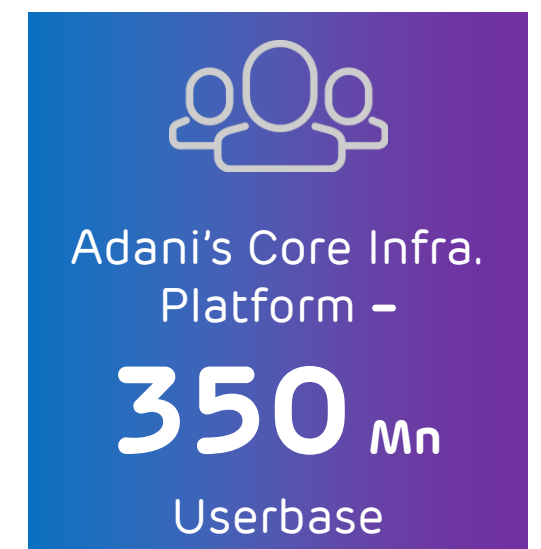 Adani’s Core Infra.
Platform –
350 Mn
Userbase